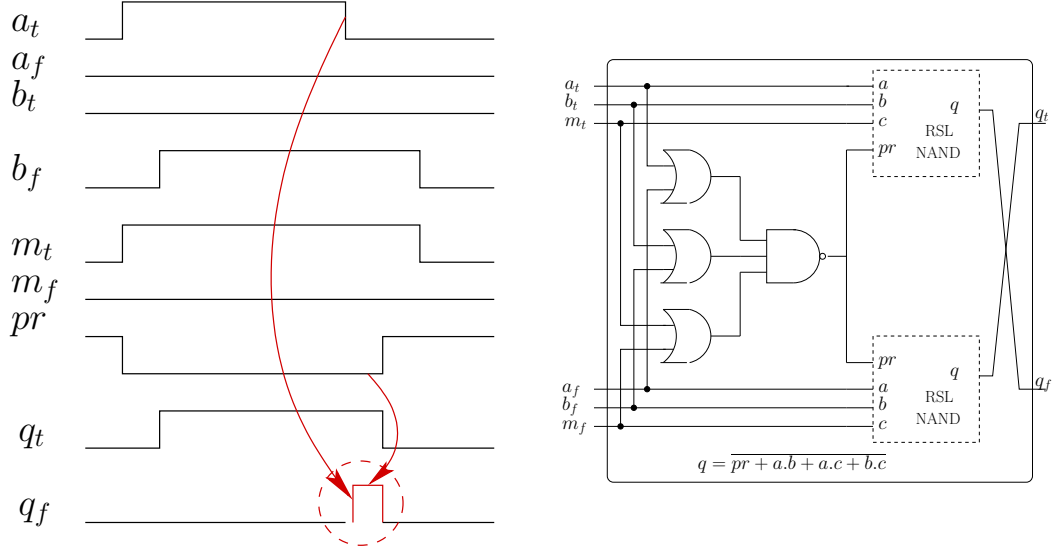 a_t
a_f
b_t
b_f
m_t
m_f
pr
q_t
q_f
a_t
b_t
m_t
a
b
c
pr
q
RSL
NAND
q_t
pr
a
b
c
q
RSL
NAND
q_f
a_f
b_f
m_f
q = \overline{pr + a.b + a.c + b.c}